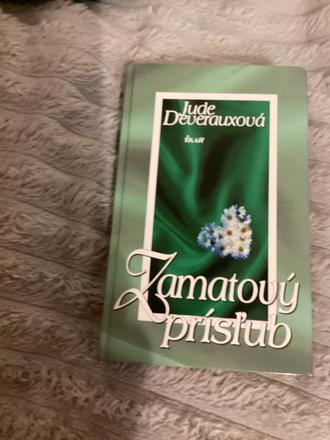 Jude
Deverauxová
IKAR
Zamatový
prísľub